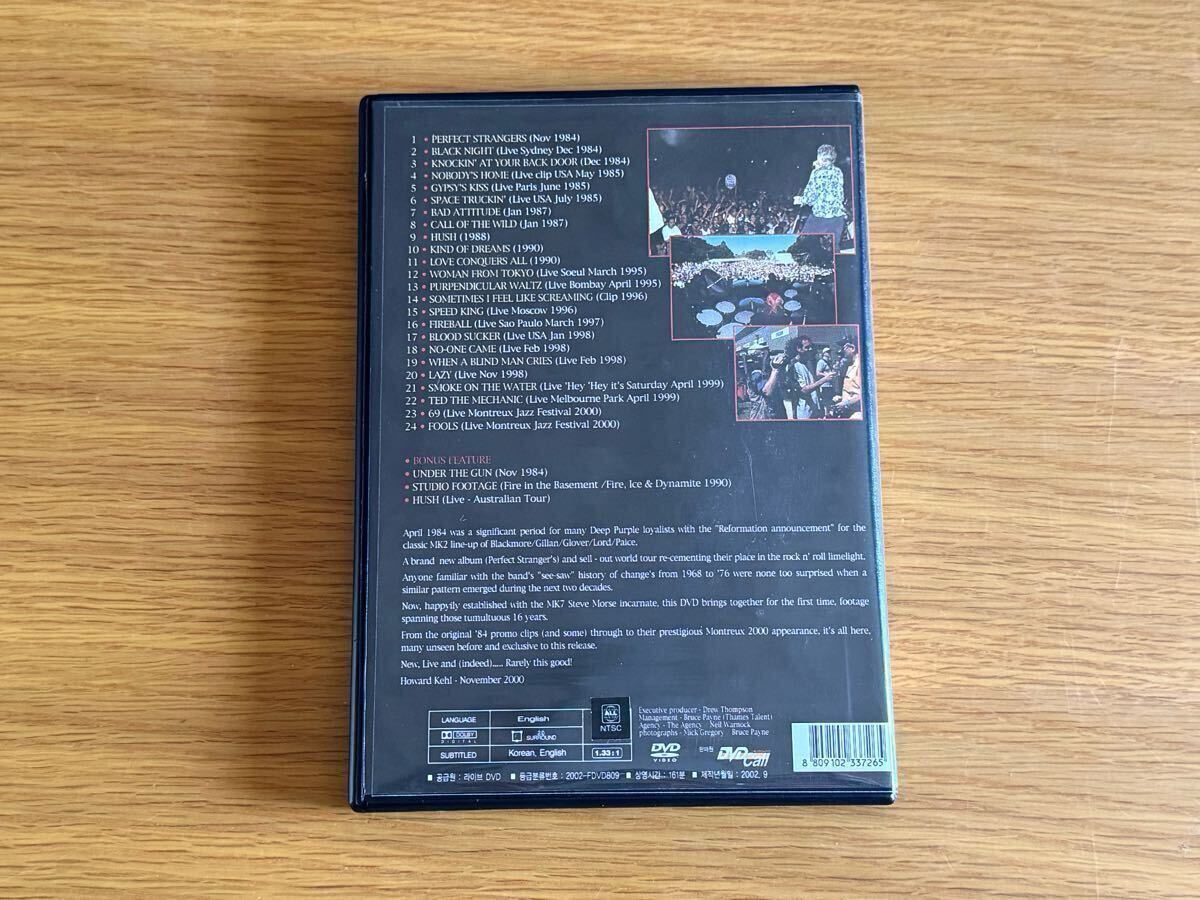 1 • PERFECT STRANGERS (Nov 1984)
2 • BLACK NIGHT (Live Sydney Dec 1984)
3 • KNOCKIN' AT YOUR BACK DOOR (Dec 1984)
4 • NOBODY'S HOME (Live clip USA May 1985)
5 • GYPSY'S KISS (Live Paris June 1985)
6 • SPACE TRUCKIN' (Live USA July 1985)
7 • BAD ATTITUDE (Jan 1987)
8 • CALL OF THE WILD (Jan 1987)
9 • HUSH (1988)
10 • KIND OF DREAMS (1990)
11 • LOVE CONQUERS ALL (1990)
12 • WOMAN FROM TOKYO (Live Soeul March 1995)
13 • PURPENDICULAR WALTZ (Live Bombay April 1995)
14 • SOMETIMES I FEEL LIKE SCREAMING (Clip 1996)
15 • SPEED KING (Live Moscow 1996)
16 • FIREBALL (Live Sao Paulo March 1997)
17 • BLOOD SUCKER (Live USA Jan 1998)
18 • NO-ONE CAME (Live Feb 1998)
19 • WHEN A BLIND MAN CRIES (Live Feb 1998)
20 • LAZY (Live Nov 1998)
21 • SMOKE ON THE WATER (Live 'Hey 'Hey it's Saturday April 1999)
22 • TED THE MECHANIC (Live Melbourne Park April 1999)
23 • 69 (Live Montreux Jazz Festival 2000)
24 • FOOLS (Live Montreux Jazz Festival 2000)
• BONUS FEATURE
• UNDER THE GUN (Nov 1984)
• STUDIO FOOTAGE (Fire in the Basement /Fire, Ice & Dynamite 1990)
• HUSH (Live - Australian Tour)
April 1984 was a significant period for many Deep Purple loyalists with the "Reformation announcement" for the
classic MK2 line-up of Blackmore/Gillan/Glover/Lord/Paice.
A brand new album (Perfect Stranger's) and sell - out world tour re-cementing their place in the rock n' roll limelight.
Anyone familiar with the band's "see-saw" history of change's from 1968 to '76 were none too surprised when a
similar pattern emerged during the next two decades.
Now, happyily established with the MK7 Steve Morse incarnate, this DVD brings together for the first time, footage
spanning those tumultuous 16 years.
From the original '84 promo clips (and some) through to their prestigious Montreux 2000 appearance, it's all here,
many unseen before and exclusive to this release.
New, Live and (indeed)..... Rarely this good!
Howard Kehl - November 2000
LANGUAGE English
DOLBY DIGITAL 2.0 SURROUND
SUBTITLED Korean, English 1.33:1
ALL
NTSC
Executive producer - Drew Thompson
Management - Bruce Payne (Thames Talent)
Agency - The Agency Neil Warnock
photographs - Mick Gregory Bruce Payne
DVD VIDEO
DVD Call
8 809102 337265
■ 공급원 : 라이브 DVD ■ 등급분류번호 : 2002-FDVD809 ■ 상영시간 : 161분 ■ 제작년월일 : 2002. 9